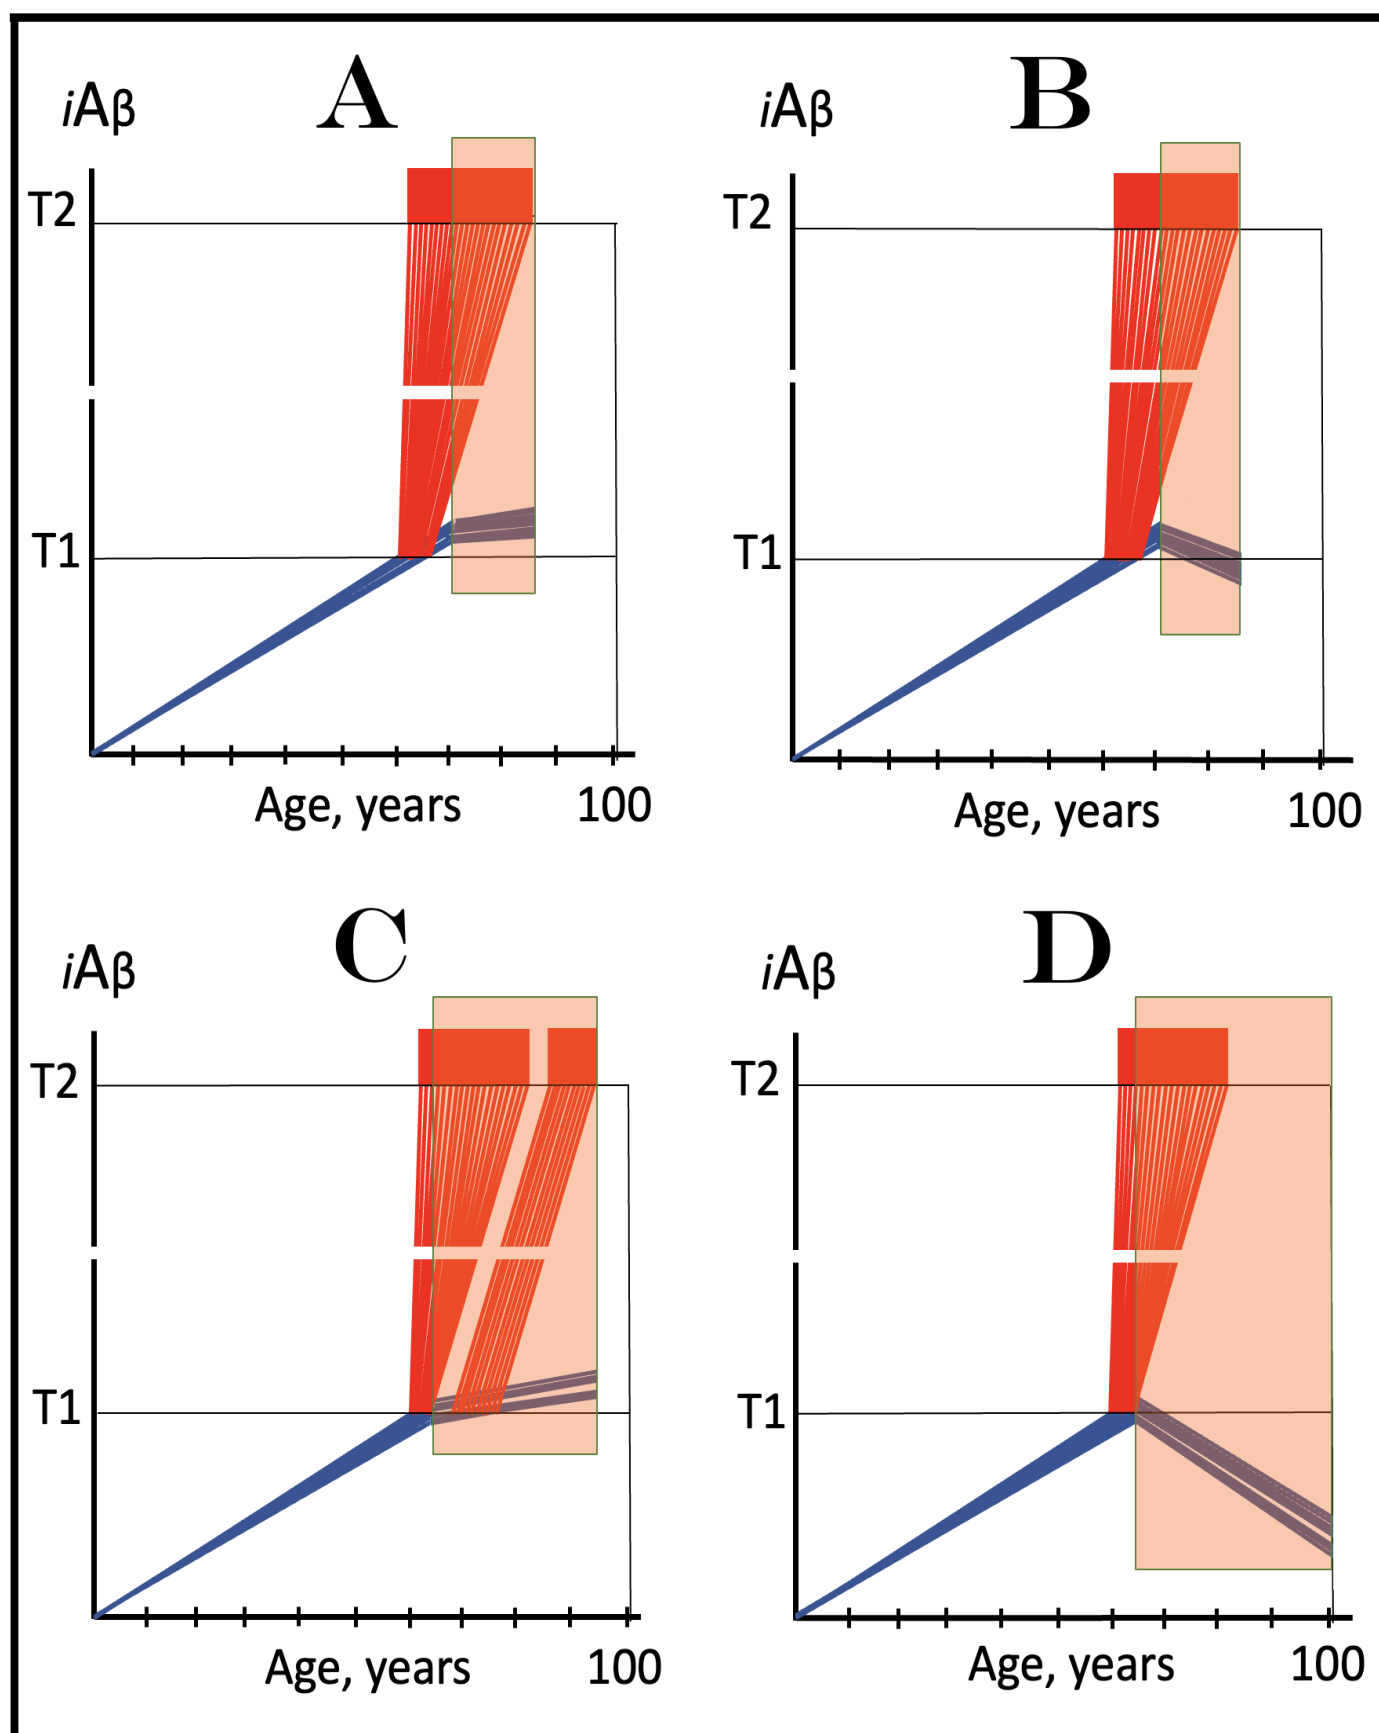 A
B
iAβ
iAβ
T2
T2
T1
T1
Age, years
100
Age, years
100
C
D
iAβ
iAβ
T2
T2
T1
T1
Age, years
100
Age, years
100